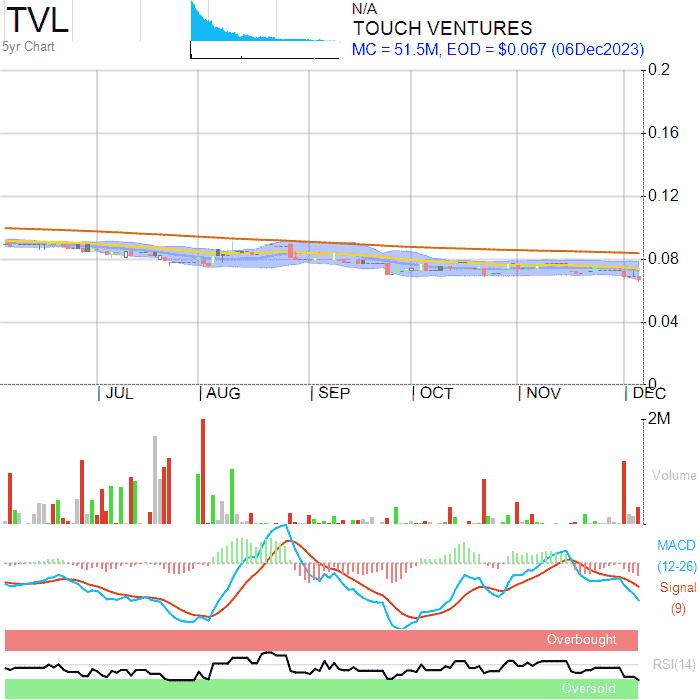 TVL
5yr Chart
N/A
TOUCH VENTURES
MC = 51.5M, EOD = $0.067 (06Dec2023)
0.2
0.16
0.12
0.08
0.04
0
JUL AUG SEP OCT NOV DEC
2M
Volume
MACD
(12-26)
Signal
(9)
Overbought
RSI(14)
Oversold